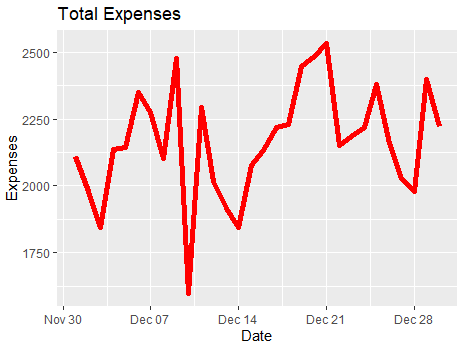 Total Expenses
2500
2250
2000
1750
Expenses
Nov 30 Dec 07 Dec 14 Dec 21 Dec 28
Date